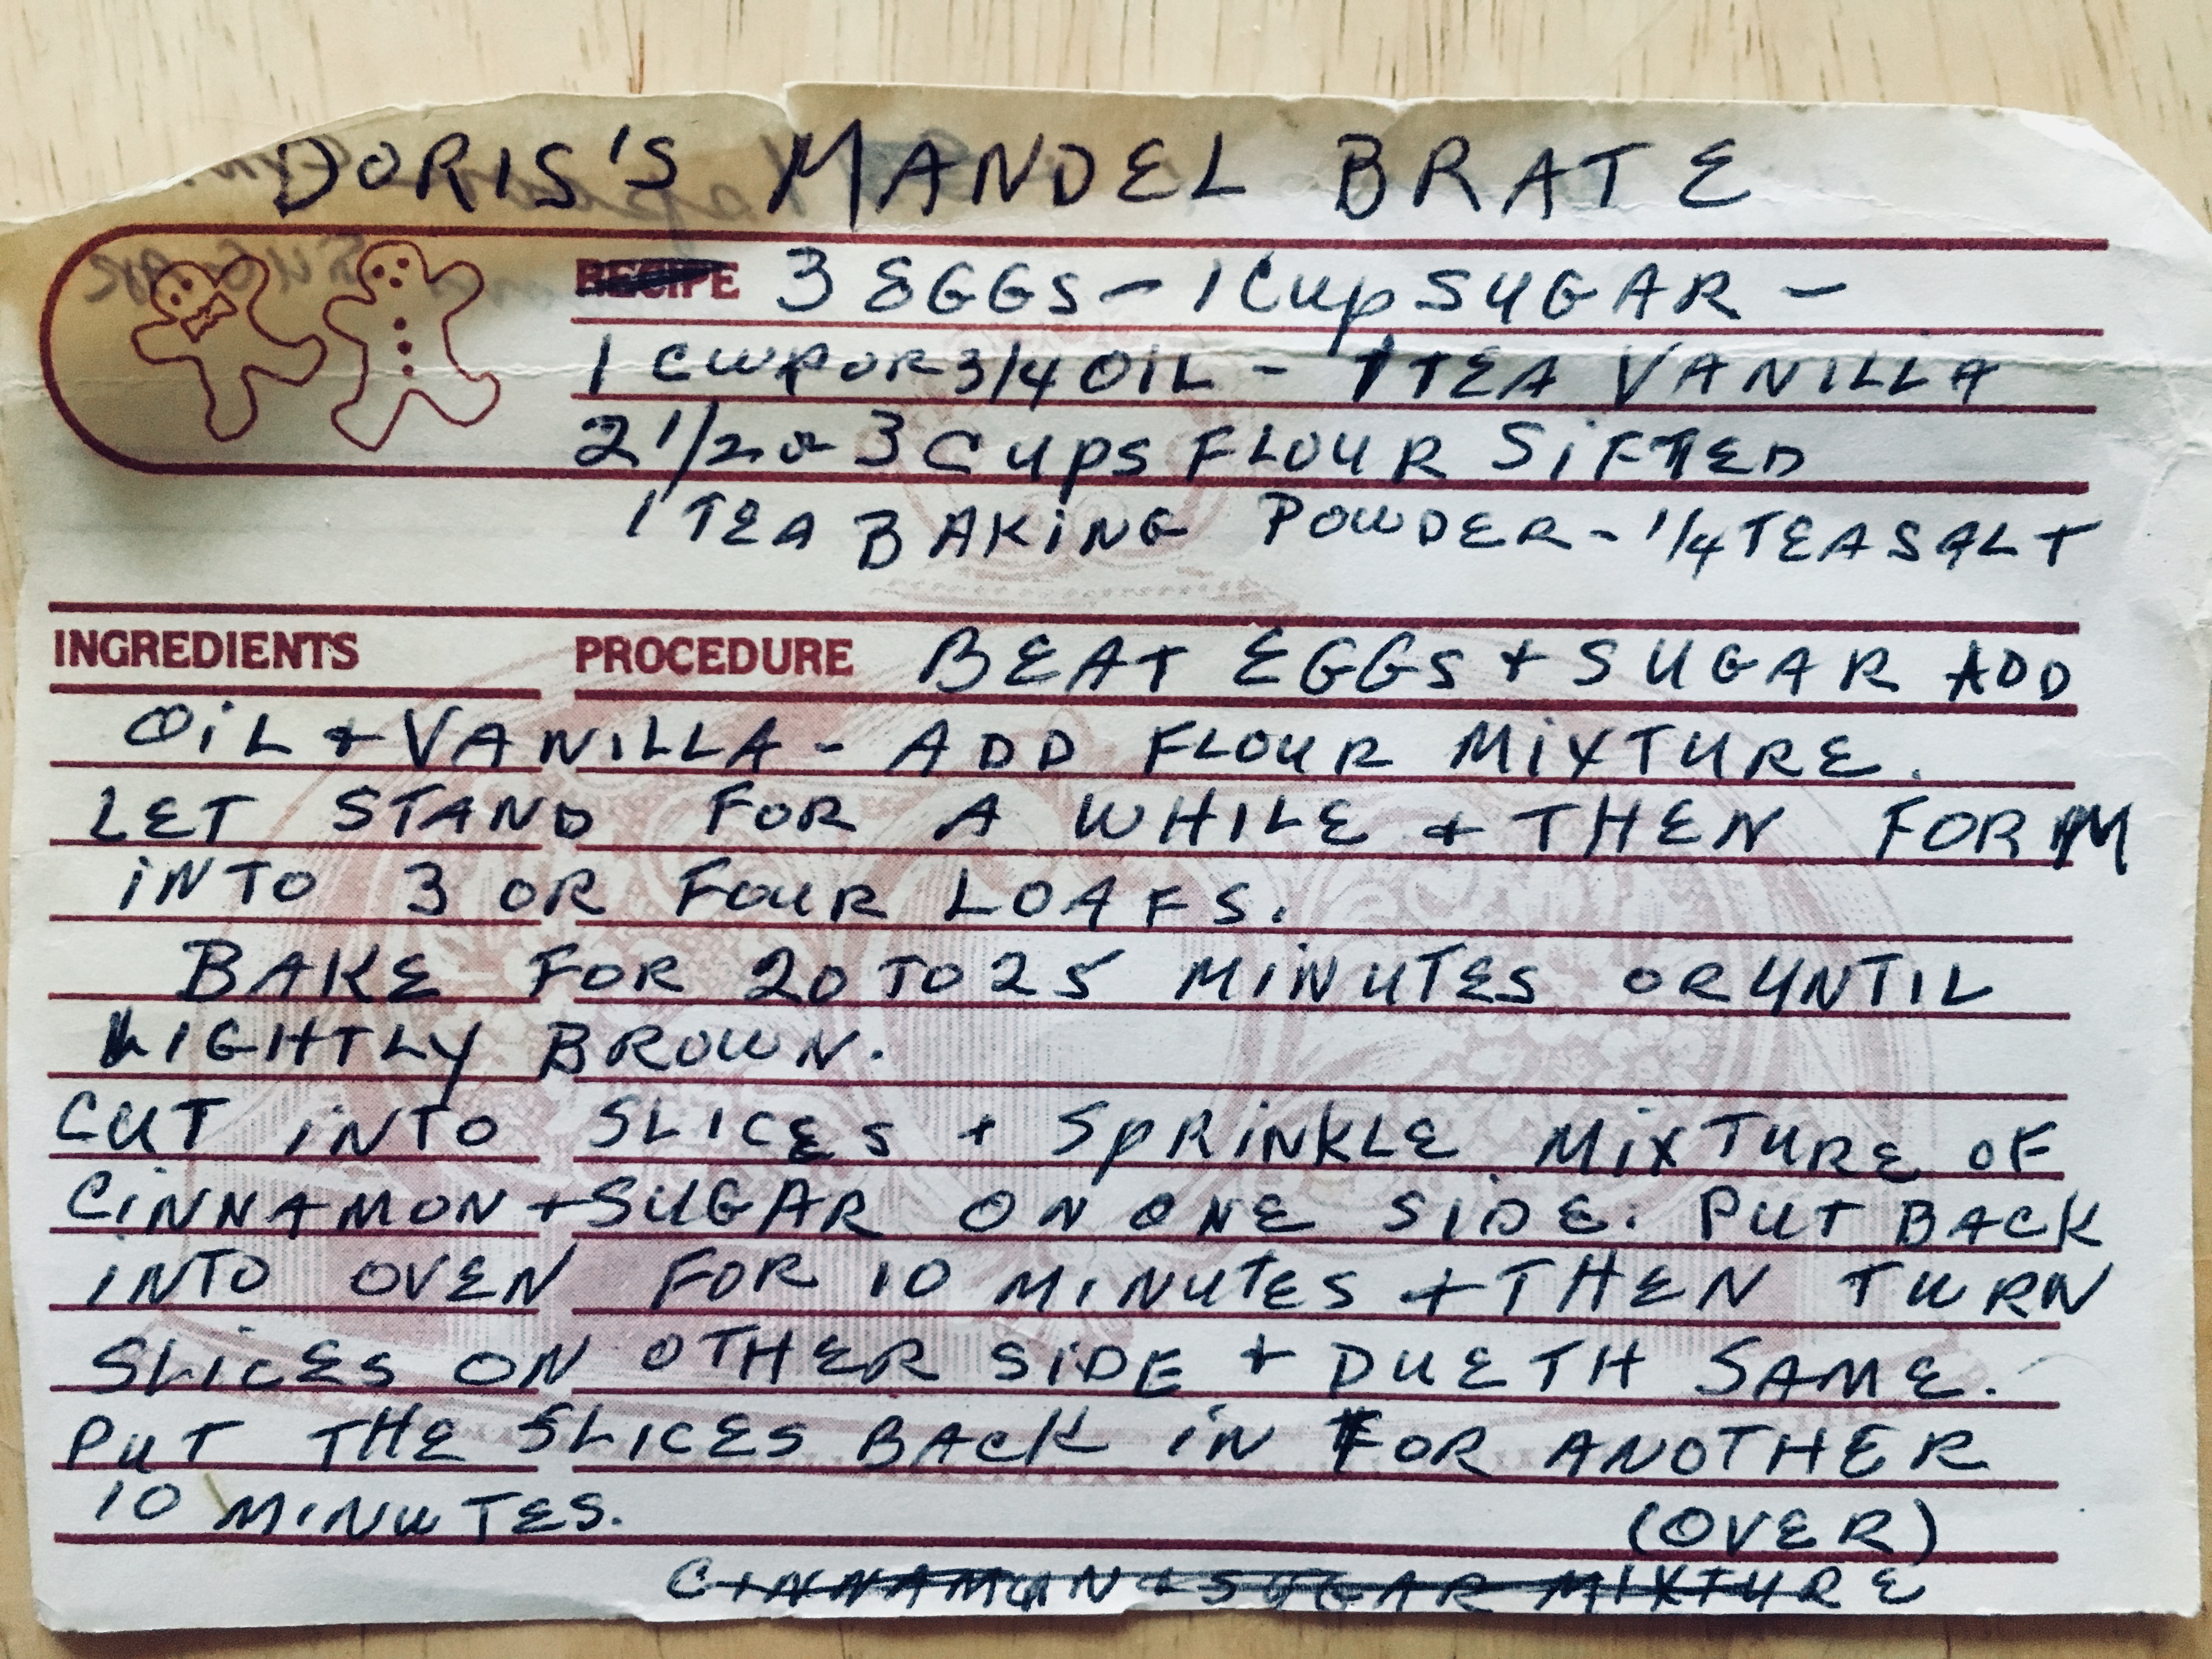 DORIS'S MANDEL BRATE
RECIPE 3 EGGS - 1 Cup SUGAR -
1 CUP OR 3/4 OIL - 1 TEA VANILLA
2 1/2 or 3 CUPS FLOUR SIFTED
1 TEA BAKING POWDER - 1/4 TEA SALT
INGREDIENTS PROCEDURE BEAT EGGS + SUGAR ADD
OIL + VANILLA - ADD FLOUR MIXTURE.
LET STAND FOR A WHILE + THEN FORM
INTO 3 OR FOUR LOAFS.
BAKE FOR 20 TO 25 MINUTES OR UNTIL
LIGHTLY BROWN.
CUT INTO SLICES + SPRINKLE MIXTURE OF
CINNAMON + SUGAR ON ONE SIDE. PUT BACK
INTO OVEN FOR 10 MINUTES + THEN TURN
SLICES ON OTHER SIDE + DUETH SAME.
PUT THE SLICES BACK IN FOR ANOTHER
10 MINUTES.
(OVER)
CINNAMON + SUGAR MIXTURE